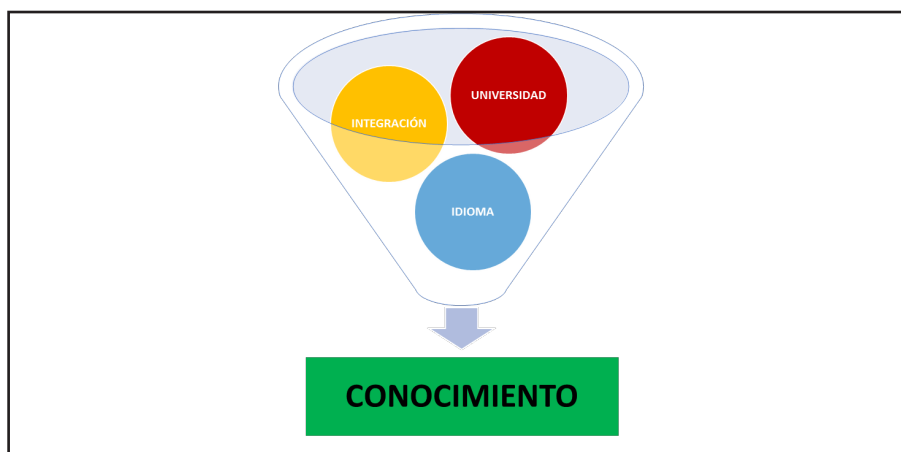 UNIVERSIDAD
INTEGRACIÓN
IDIOMA
CONOCIMIENTO